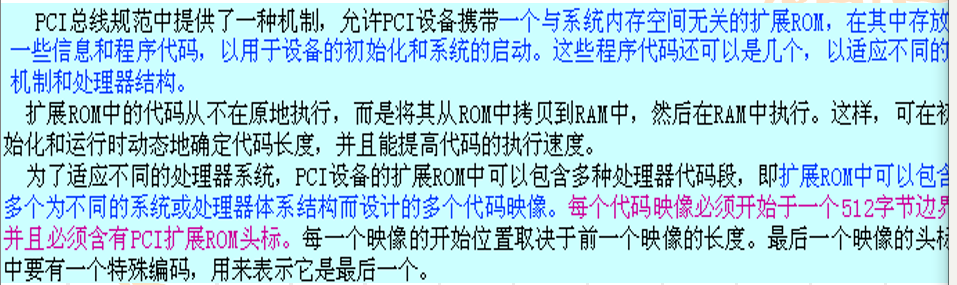 PCI总线规范中提供了一种机制，允许PCI设备携带一个与系统内存空间无关的扩展ROM，在其中存放
一些信息和程序代码，以用于设备的初始化和系统的启动。这些程序代码还可以是几个，以适应不同的
机制和处理器结构。
扩展ROM中的代码从不在原地执行，而是将其从ROM中拷贝到RAM中，然后在RAM中执行。这样，可在初
始化和运行时动态地确定代码长度，并且能提高代码的执行速度。
为了适应不同的处理器系统，PCI设备的扩展ROM中可以包含多种处理器代码段，即扩展ROM中可以包含
多个为不同的系统或处理器体系结构而设计的多个代码映像。每个代码映像必须开始于一个512字节边界
并且必须含有PCI扩展ROM头标。每一个映像的开始位置取决于前一个映像的长度。最后一个映像的头标
中要有一个特殊编码，用来表示它是最后一个。